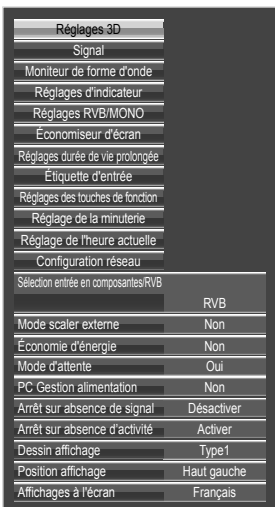 Réglages 3D
Signal
Moniteur de forme d'onde
Réglages d'indicateur
Réglages RVB/MONO
Économiseur d'écran
Réglages durée de vie prolongée
Étiquette d'entrée
Réglages des touches de fonction
Réglage de la minuterie
Réglage de l'heure actuelle
Configuration réseau
Sélection entrée en composantes/RVB
RVB
Mode scaler externe Non
Économie d'énergie Non
Mode d'attente Oui
PC Gestion alimentation Non
Arrêt sur absence de signal Désactiver
Arrêt sur absence d'activité Activer
Dessin affichage Type1
Position affichage Haut gauche
Affichages à l'écran Français